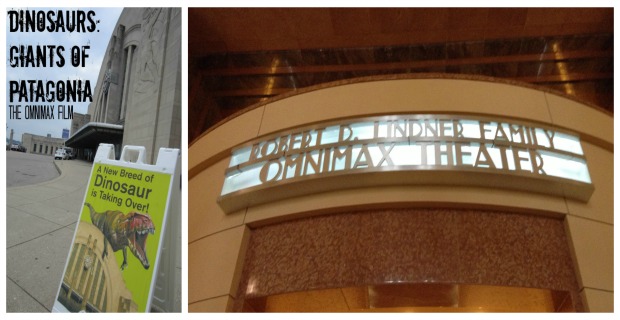 DINOSAURS:
GIANTS OF
PATAGONIA
THE OMNIMAX FILM
A New Breed of
Dinosaur
is Taking Over!
ROBERT D. LINDNER FAMILY
OMNIMAX THEATER